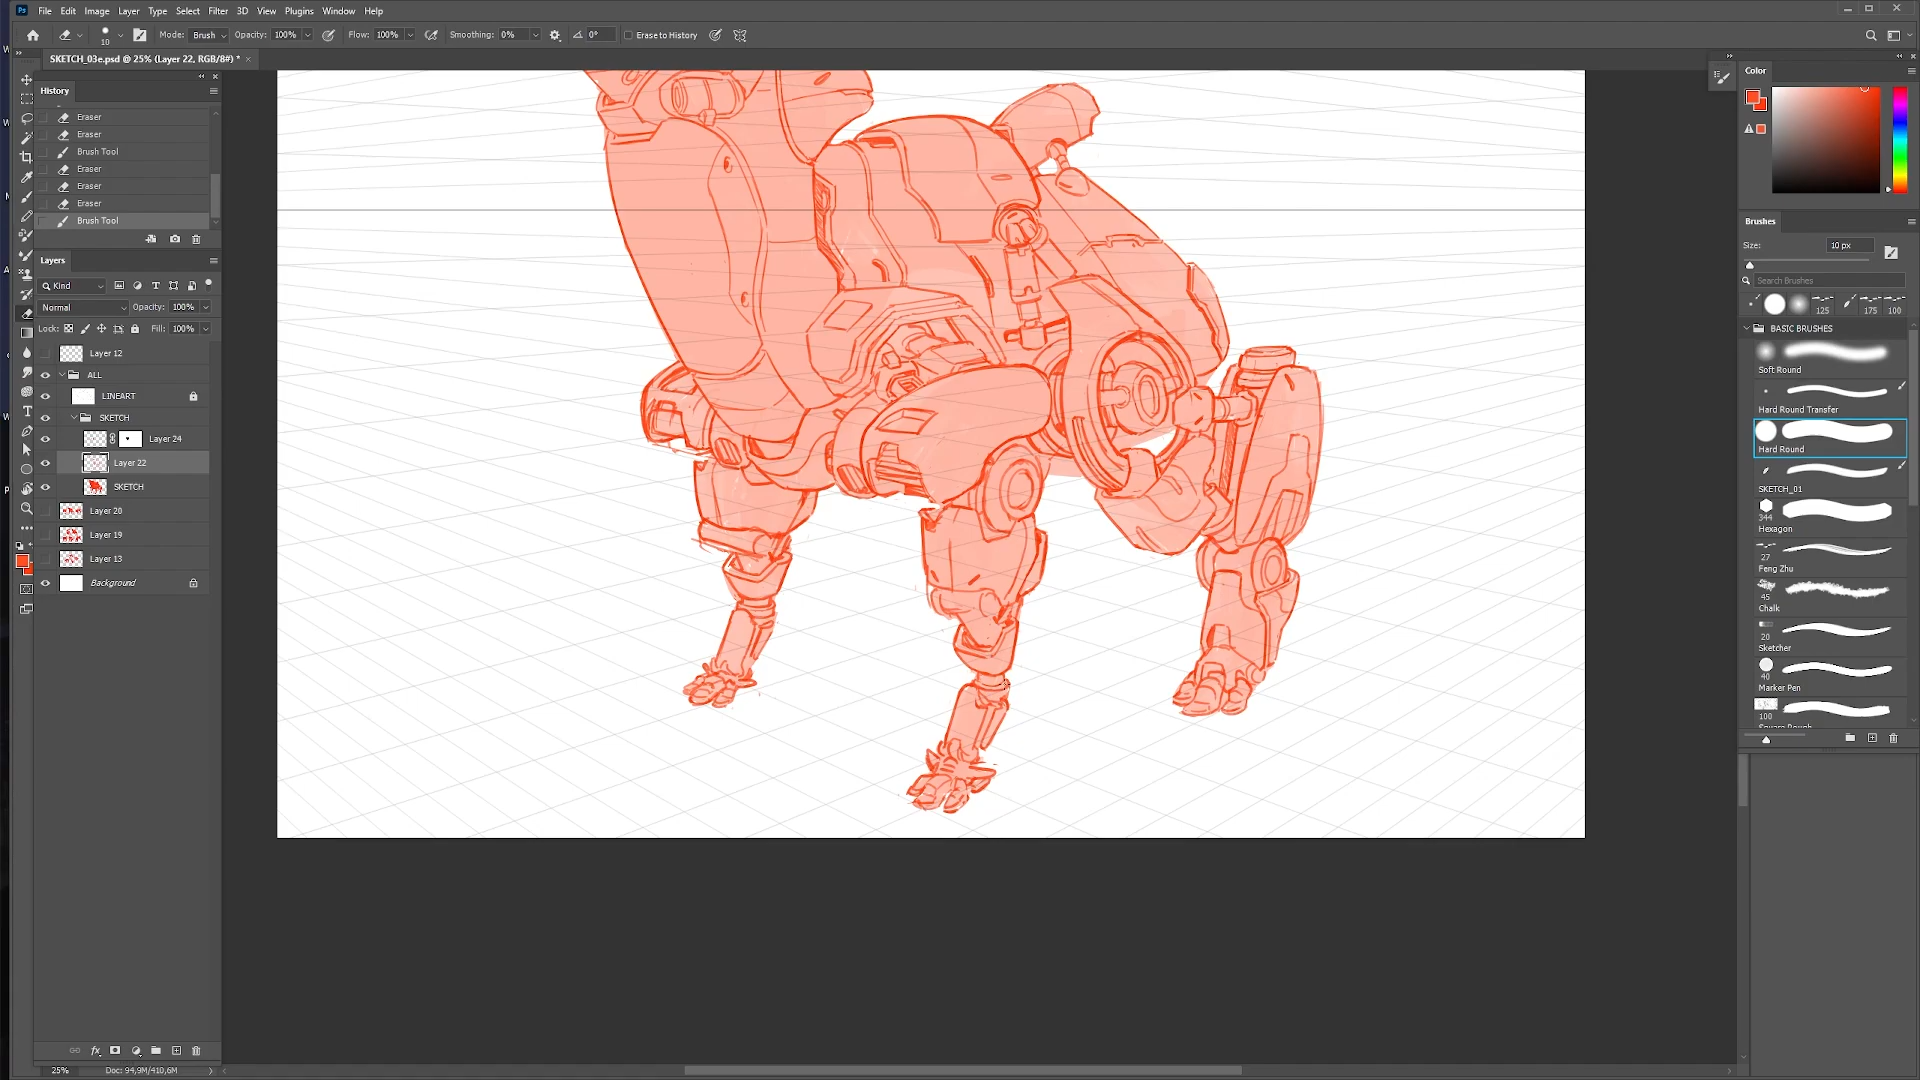 Ps File Edit Image Layer Type Select Filter 3D View Plugins Window Help
10 Mode: Brush Opacity: 100% Flow: 100% Smoothing: 0% 0° Erase to History
SKETCH_03e.psd @ 25% (Layer 22, RGB/8#) *
History
Eraser
Eraser
Brush Tool
Eraser
Eraser
Eraser
Brush Tool
Layers
Kind
Normal Opacity: 100%
Lock: Fill: 100%
Layer 12
ALL
LINEART
SKETCH
Layer 24
Layer 22
SKETCH
Layer 20
Layer 19
Layer 13
Background
fx
25% Doc: 94,9M/410,6M
Color
Brushes
Size: 10 px
Search Brushes
125 175 100
BASIC BRUSHES
Soft Round
Hard Round Transfer
Hard Round
SKETCH_01
344
Hexagon
27
Feng Zhu
45
Chalk
20
Sketcher
40
Marker Pen
100